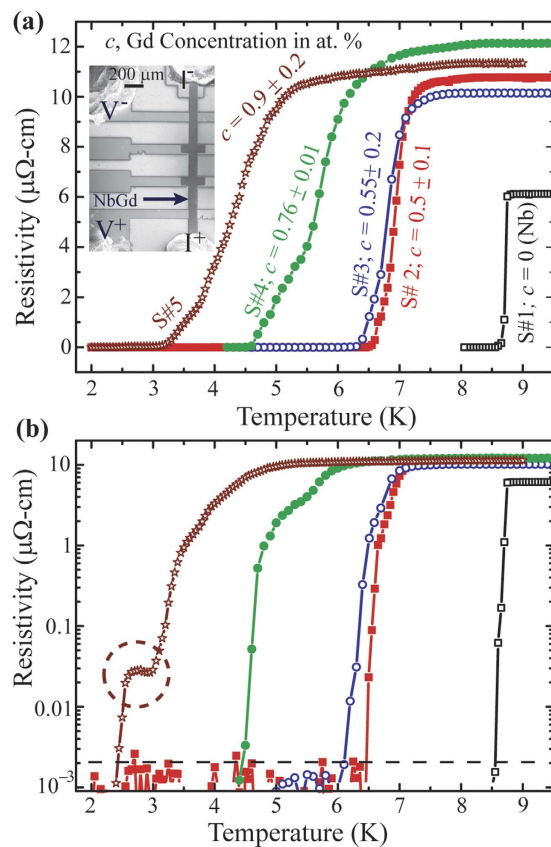 (a)
c, Gd Concentration in at. %
200 μm
I⁻
V⁻
NbGd
V⁺
I⁺
c = 0.9 ± 0.2
S#5
S#4; c = 0.76 ± 0.01
S#3; c = 0.55 ± 0.2
S# 2; c = 0.5 ± 0.1
S#1; c = 0 (Nb)
Resistivity (μΩ-cm)
12
10
8
6
4
2
0
2 3 4 5 6 7 8 9
Temperature (K)
(b)
Resistivity (μΩ-cm)
10
1
0.1
0.01
10⁻³
2 3 4 5 6 7 8 9
Temperature (K)